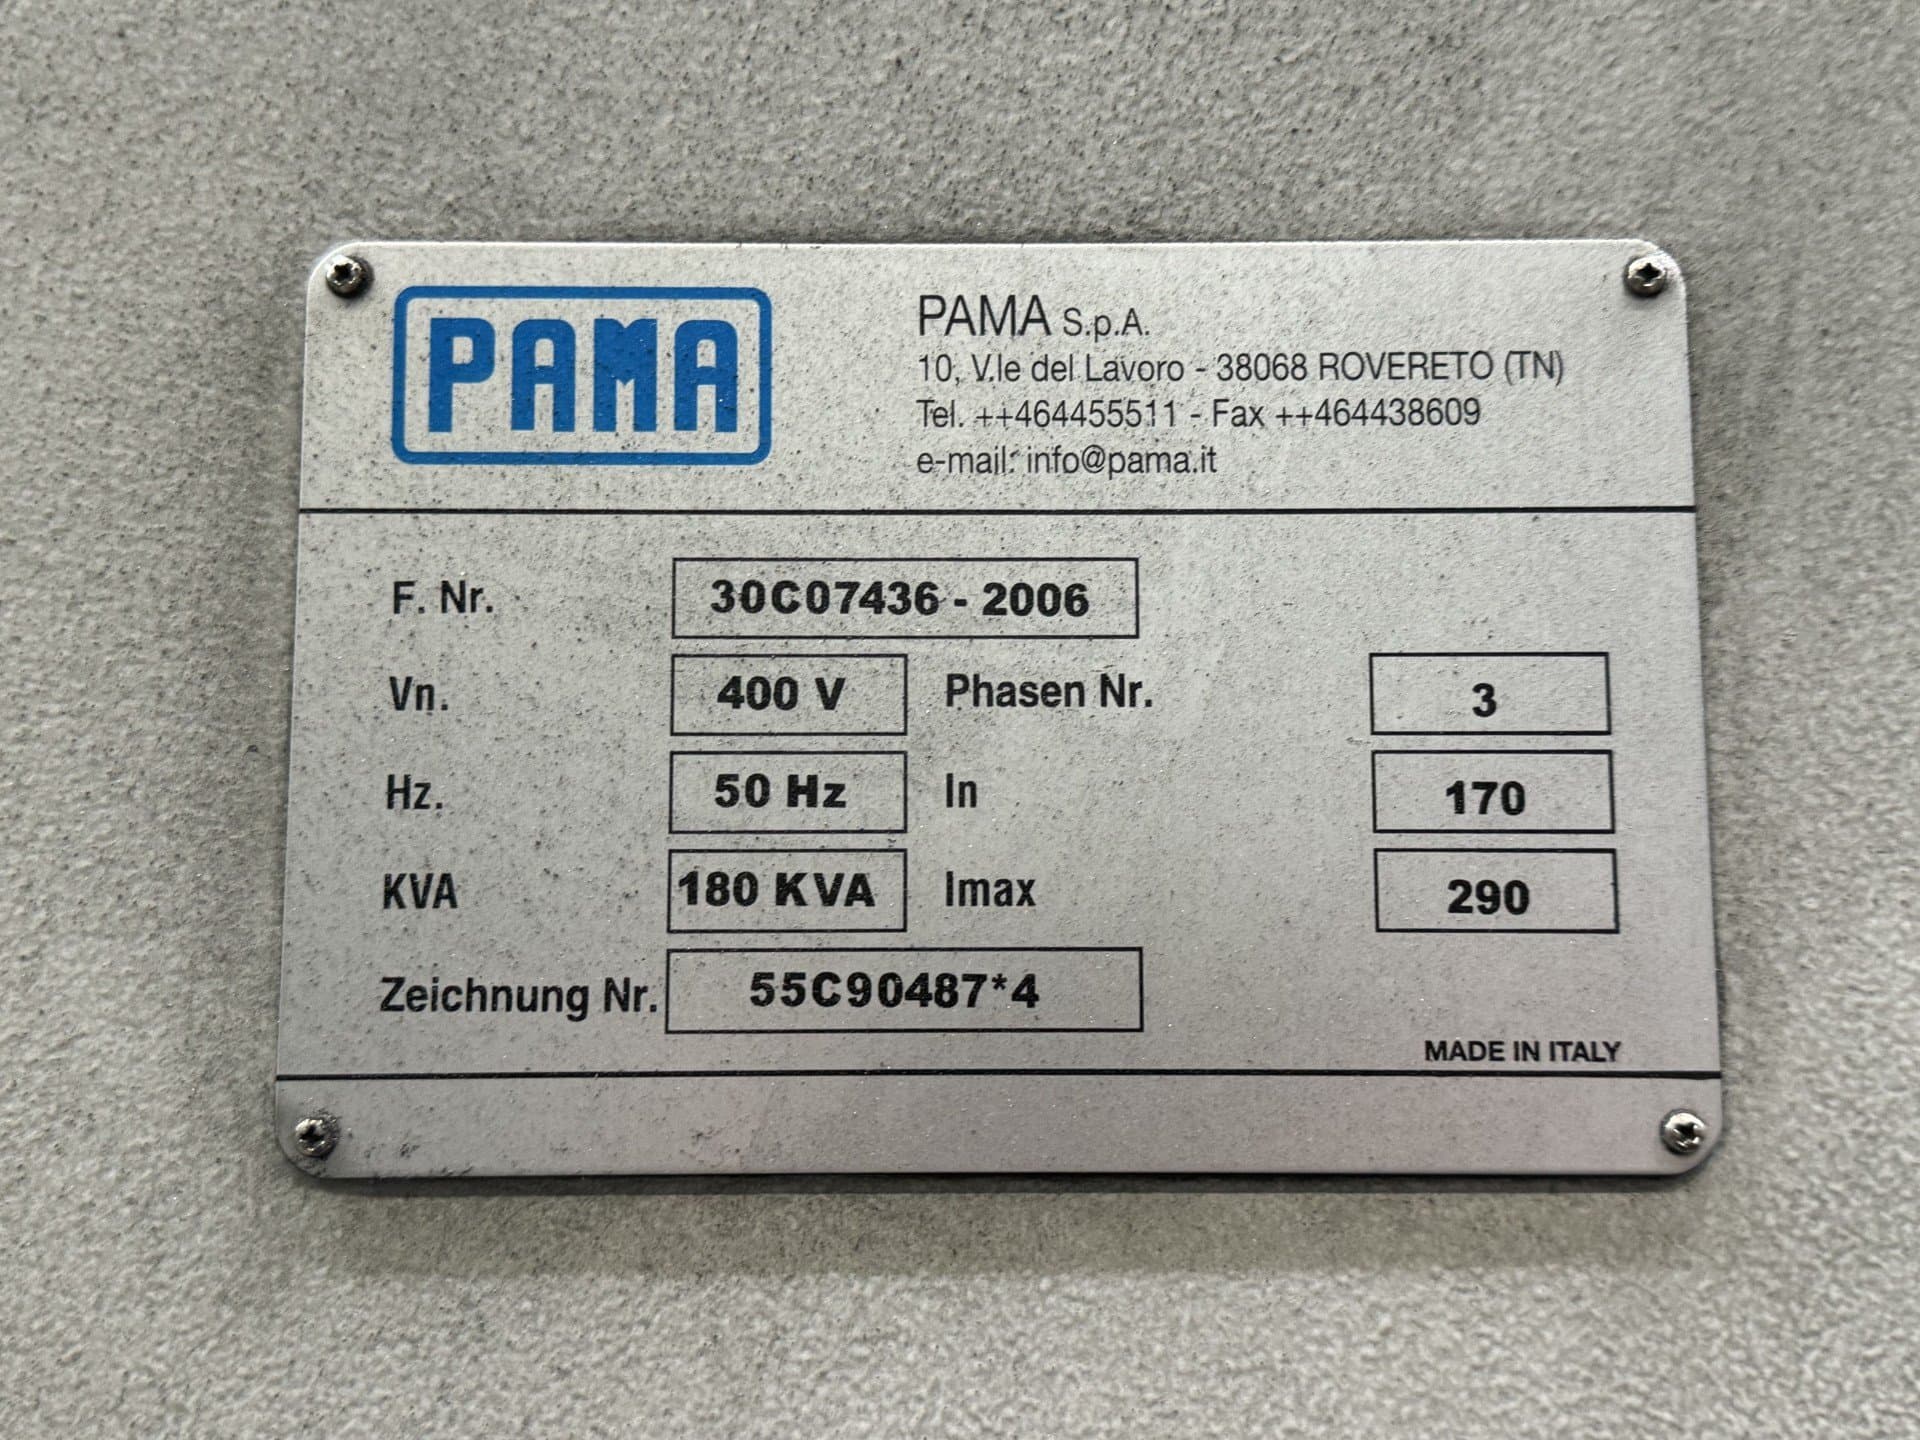 PAMA
PAMA S.p.A.
10, V.le del Lavoro - 38068 ROVERETO (TN)
Tel. ++464455511 - Fax ++464438609
e-mail: info@pama.it
F. Nr. 30C07436 - 2006
Vn. 400 V Phasen Nr. 3
Hz. 50 Hz In 170
KVA 180 KVA Imax 290
Zeichnung Nr. 55C90487*4
MADE IN ITALY